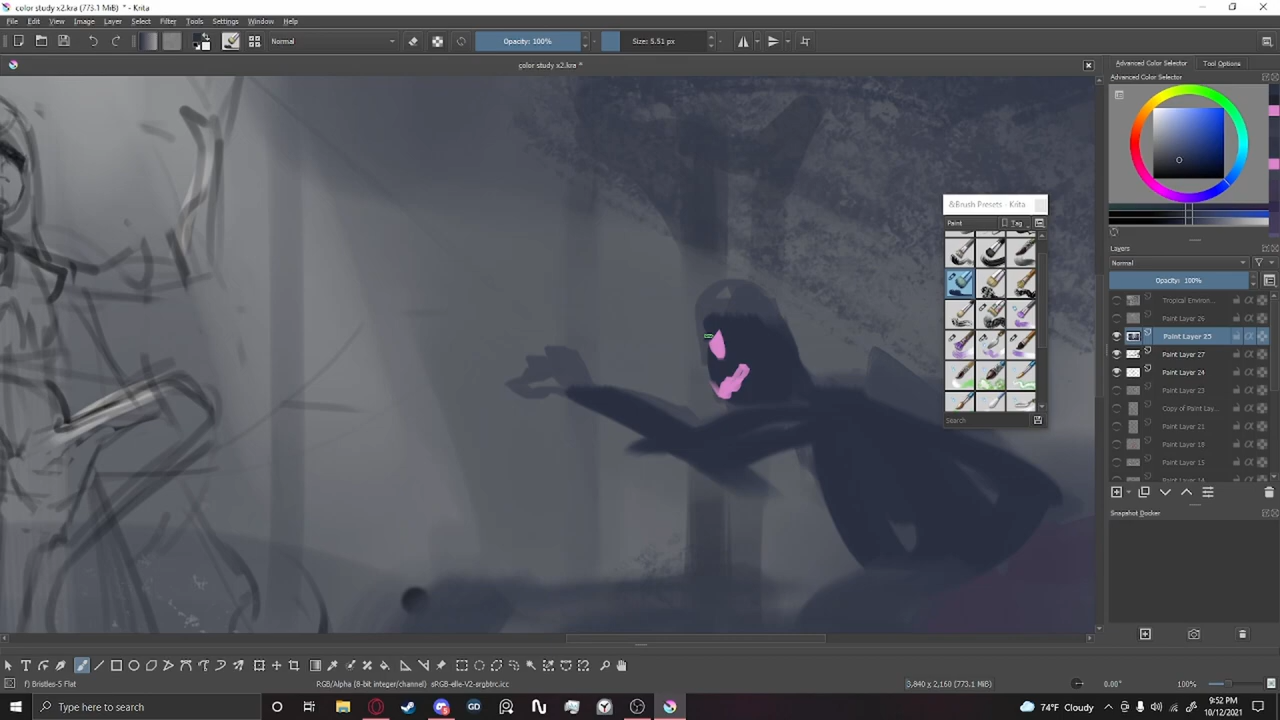 color study x2.kra (773.1 MiB) * - Krita
File Edit View Image Layer Select Filter Tools Settings Window Help
Normal Opacity: 100% Size: 5.51 px
color study x2.kra *
Advanced Color Selector Tool Options
Advanced Color Selector
&Brush Presets - Krita
Paint Tag
Search
Layers
Normal
Opacity: 100%
Tropical Environ...
Paint Layer 26
Paint Layer 25
Paint Layer 27
Paint Layer 24
Paint Layer 23
Copy of Paint Lay...
Paint Layer 21
Paint Layer 18
Paint Layer 15
Paint Layer 14
Snapshot Docker
f) Bristles-5 Flat RGB/Alpha (8-bit integer/channel) sRGB-elle-V2-srgbtrc.icc 3,840 x 2,160 (773.1 MiB) 0.00° 100%
Type here to search 74°F Cloudy 9:52 PM
10/12/2021